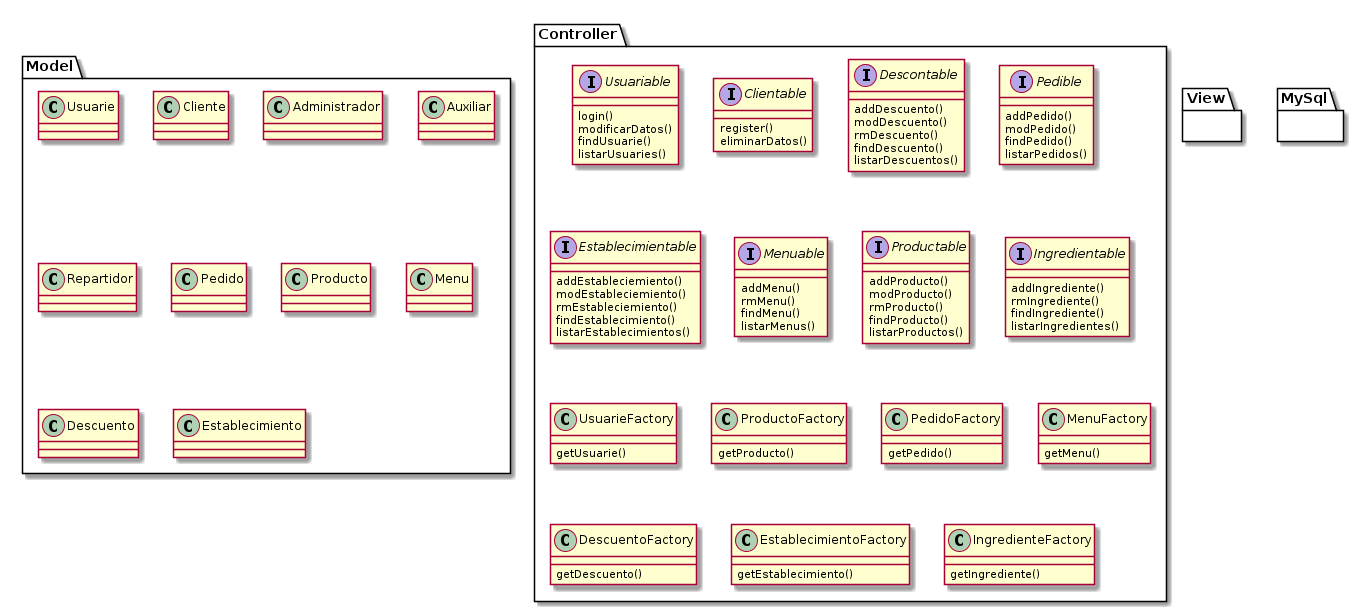 Model
C Usuarie
C Cliente
C Administrador
C Auxiliar
C Repartidor
C Pedido
C Producto
C Menu
C Descuento
C Establecimiento
Controller
I Usuariable
login()
modificarDatos()
findUsuarie()
listarUsuaries()
I Clientable
register()
eliminarDatos()
I Descontable
addDescuento()
modDescuento()
rmDescuento()
findDescuento()
listarDescuentos()
I Pedible
addPedido()
modPedido()
findPedido()
listarPedidos()
I Establecimientable
addEstableciemiento()
modEstableciemiento()
rmEstableciemiento()
findEstablecimiento()
listarEstablecimientos()
I Menuable
addMenu()
rmMenu()
findMenu()
listarMenus()
I Productable
addProducto()
modProducto()
rmProducto()
findProducto()
listarProductos()
I Ingredientable
addIngrediente()
rmIngrediente()
findIngrediente()
listarIngredientes()
C UsuarieFactory
getUsuarie()
C ProductoFactory
getProducto()
C PedidoFactory
getPedido()
C MenuFactory
getMenu()
C DescuentoFactory
getDescuento()
C EstablecimientoFactory
getEstablecimiento()
C IngredienteFactory
getIngrediente()
View
MySql